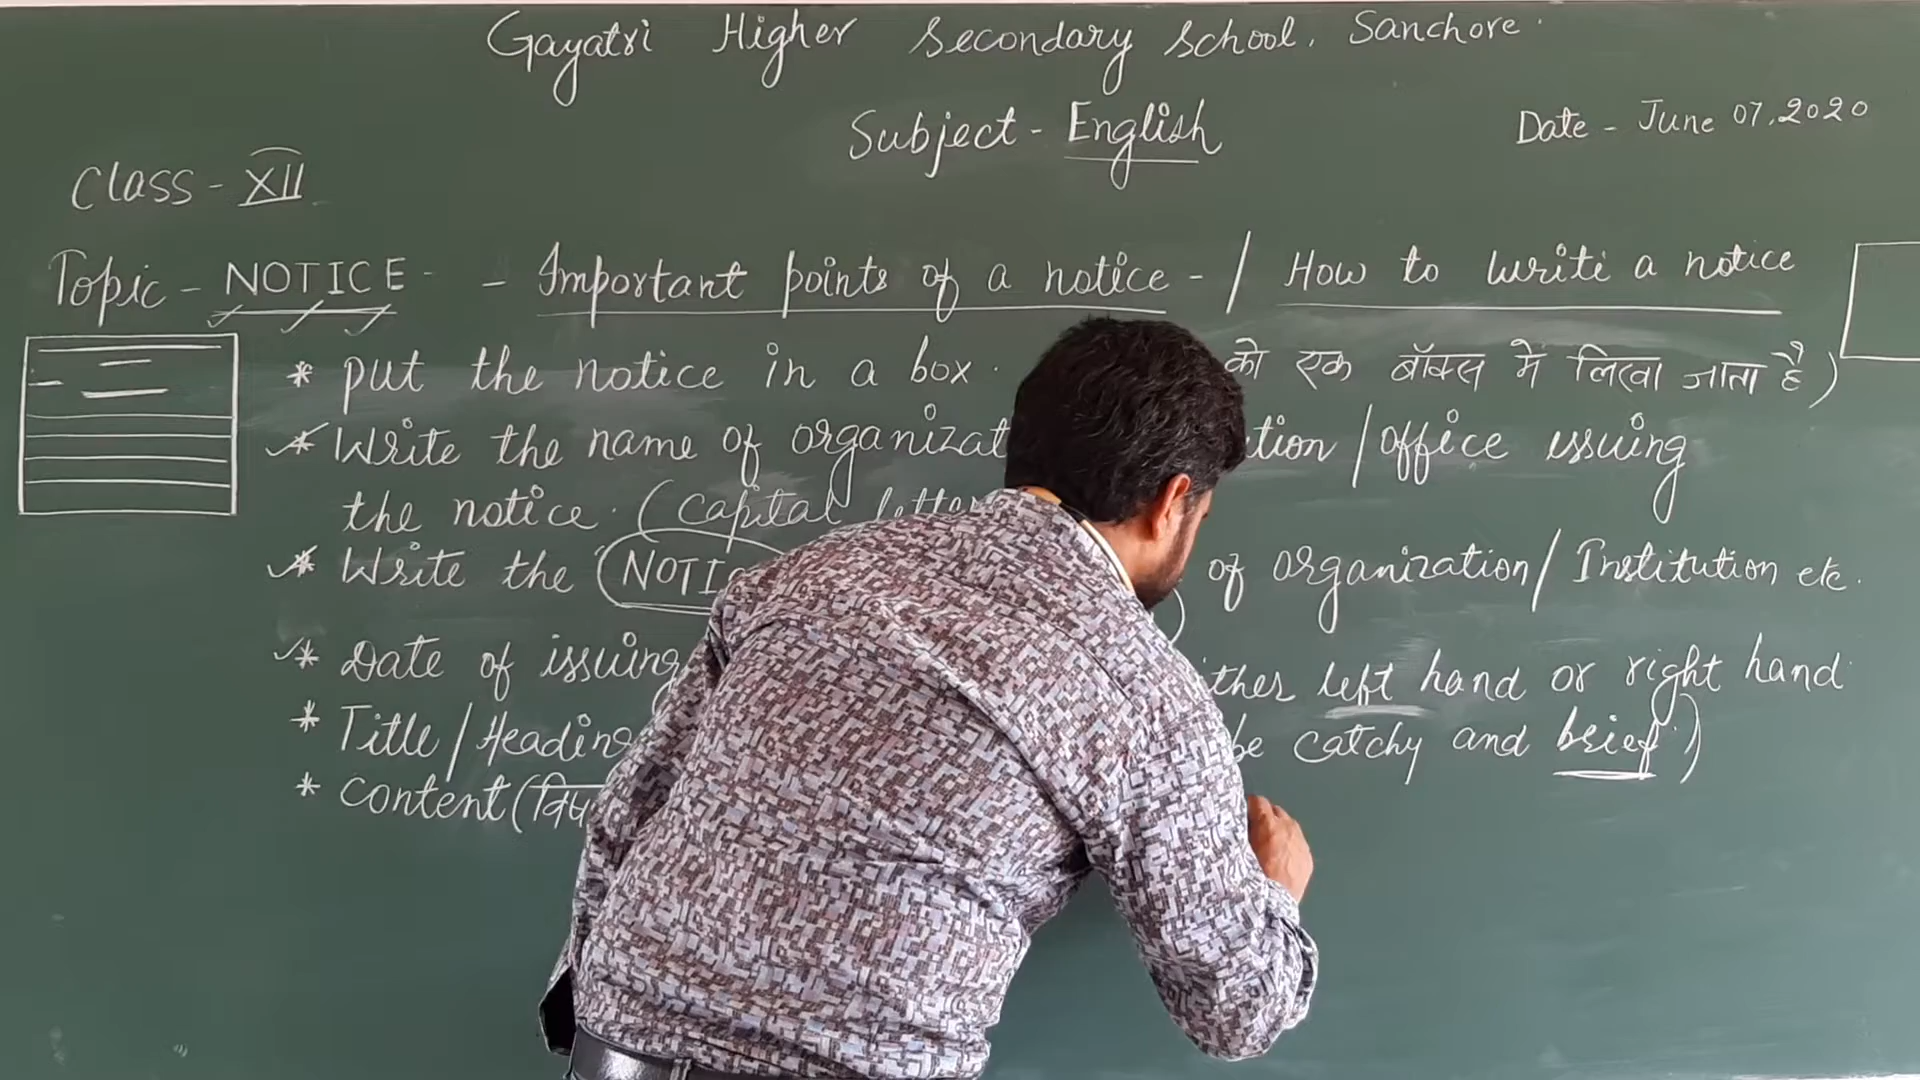 Gayatri Higher Secondary School, Sanchore.
Subject - English
Date - June 07, 2020
Class - XII
Topic - NOTICE - - Important points of a notice - / How to write a notice
* put the notice in a box. को एक बॉक्स में लिखा जाता है)
* Write the name of organizat tion / office issuing
the notice. (Capital letter
* Write the NOTI of organization / Institution etc.
* Date of issuing ther left hand or right hand
* Title / Heading be catchy and brief.)
* Content (विष